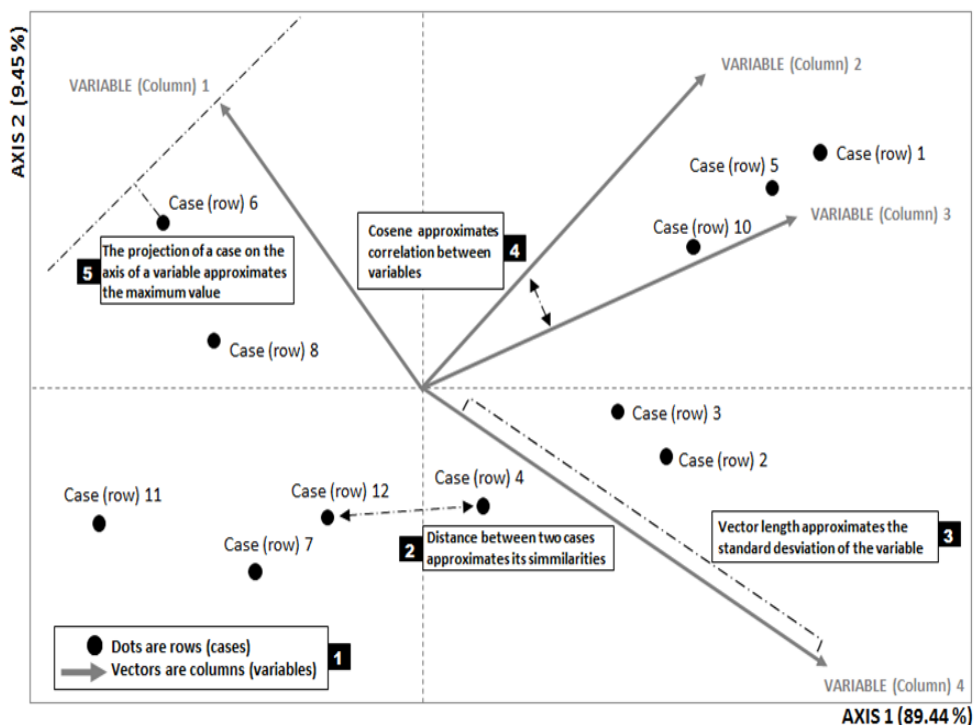 AXIS 2 (9.45 %)
VARIABLE (Column) 1
VARIABLE (Column) 2
Case (row) 1
Case (row) 5
Case (row) 6
VARIABLE (Column) 3
Case (row) 10
Cosene approximates
correlation between
variables
4
The projection of a case on the
axis of a variable approximates
the maximum value
5
Case (row) 8
Case (row) 3
Case (row) 2
Case (row) 4
Case (row) 12
Case (row) 11
Case (row) 7
2
Distance between two cases
approximates its simmilarities
Vector length approximates the
standard desviation of the variable
3
Dots are rows (cases)
Vectors are columns (variables)
1
VARIABLE (Column) 4
AXIS 1 (89.44 %)